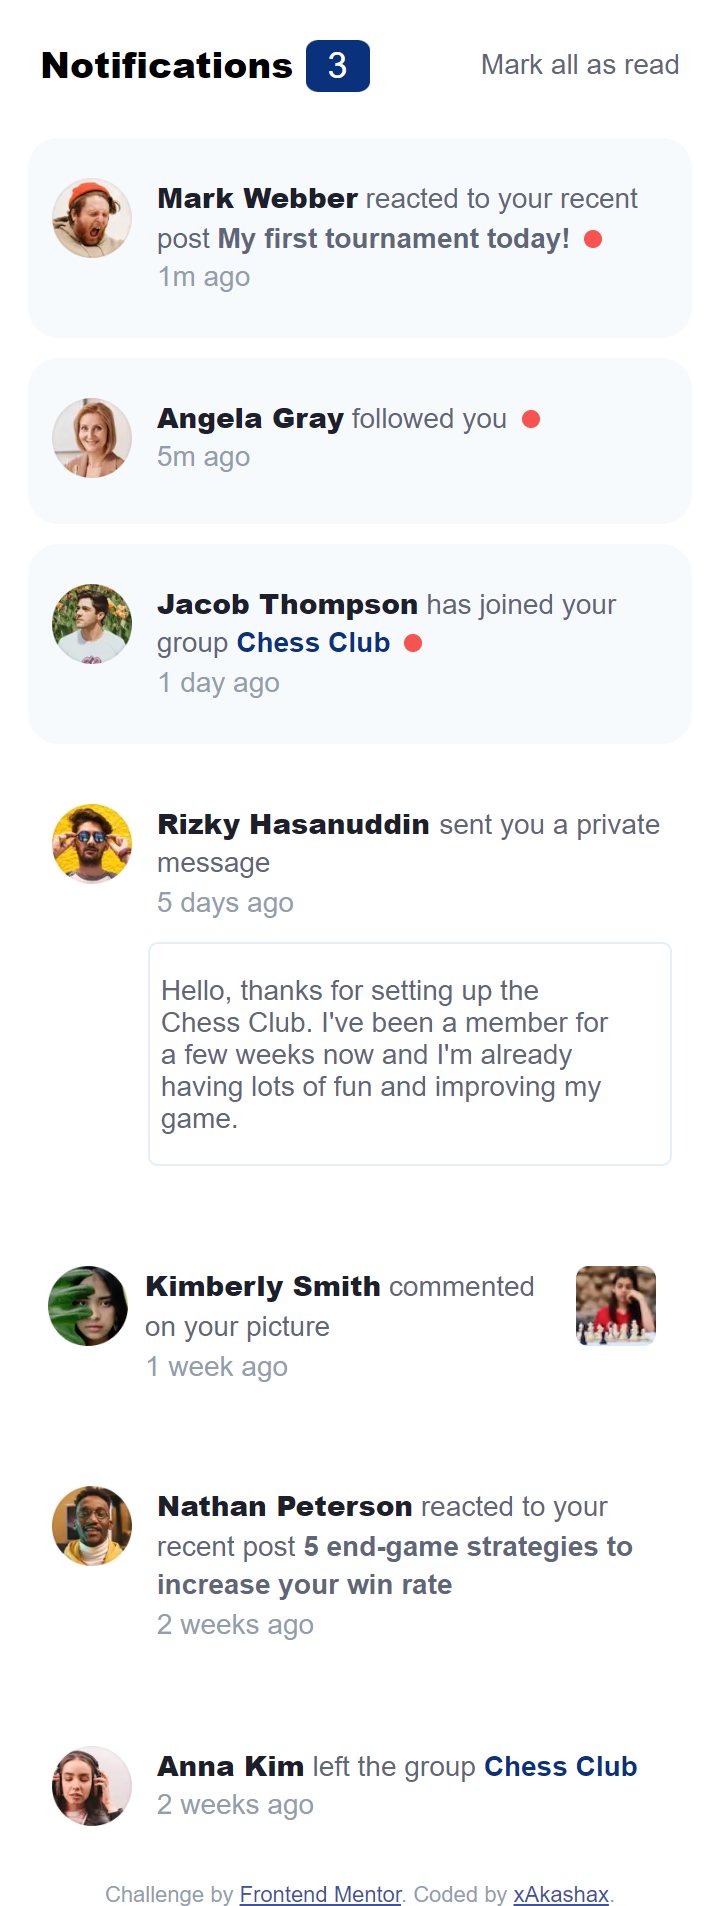 Notifications 3 Mark all as read
Mark Webber reacted to your recent
post My first tournament today!
1m ago
Angela Gray followed you
5m ago
Jacob Thompson has joined your
group Chess Club
1 day ago
Rizky Hasanuddin sent you a private
message
5 days ago
Hello, thanks for setting up the
Chess Club. I've been a member for
a few weeks now and I'm already
having lots of fun and improving my
game.
Kimberly Smith commented
on your picture
1 week ago
Nathan Peterson reacted to your
recent post 5 end-game strategies to
increase your win rate
2 weeks ago
Anna Kim left the group Chess Club
2 weeks ago
Challenge by Frontend Mentor. Coded by xAkashax.